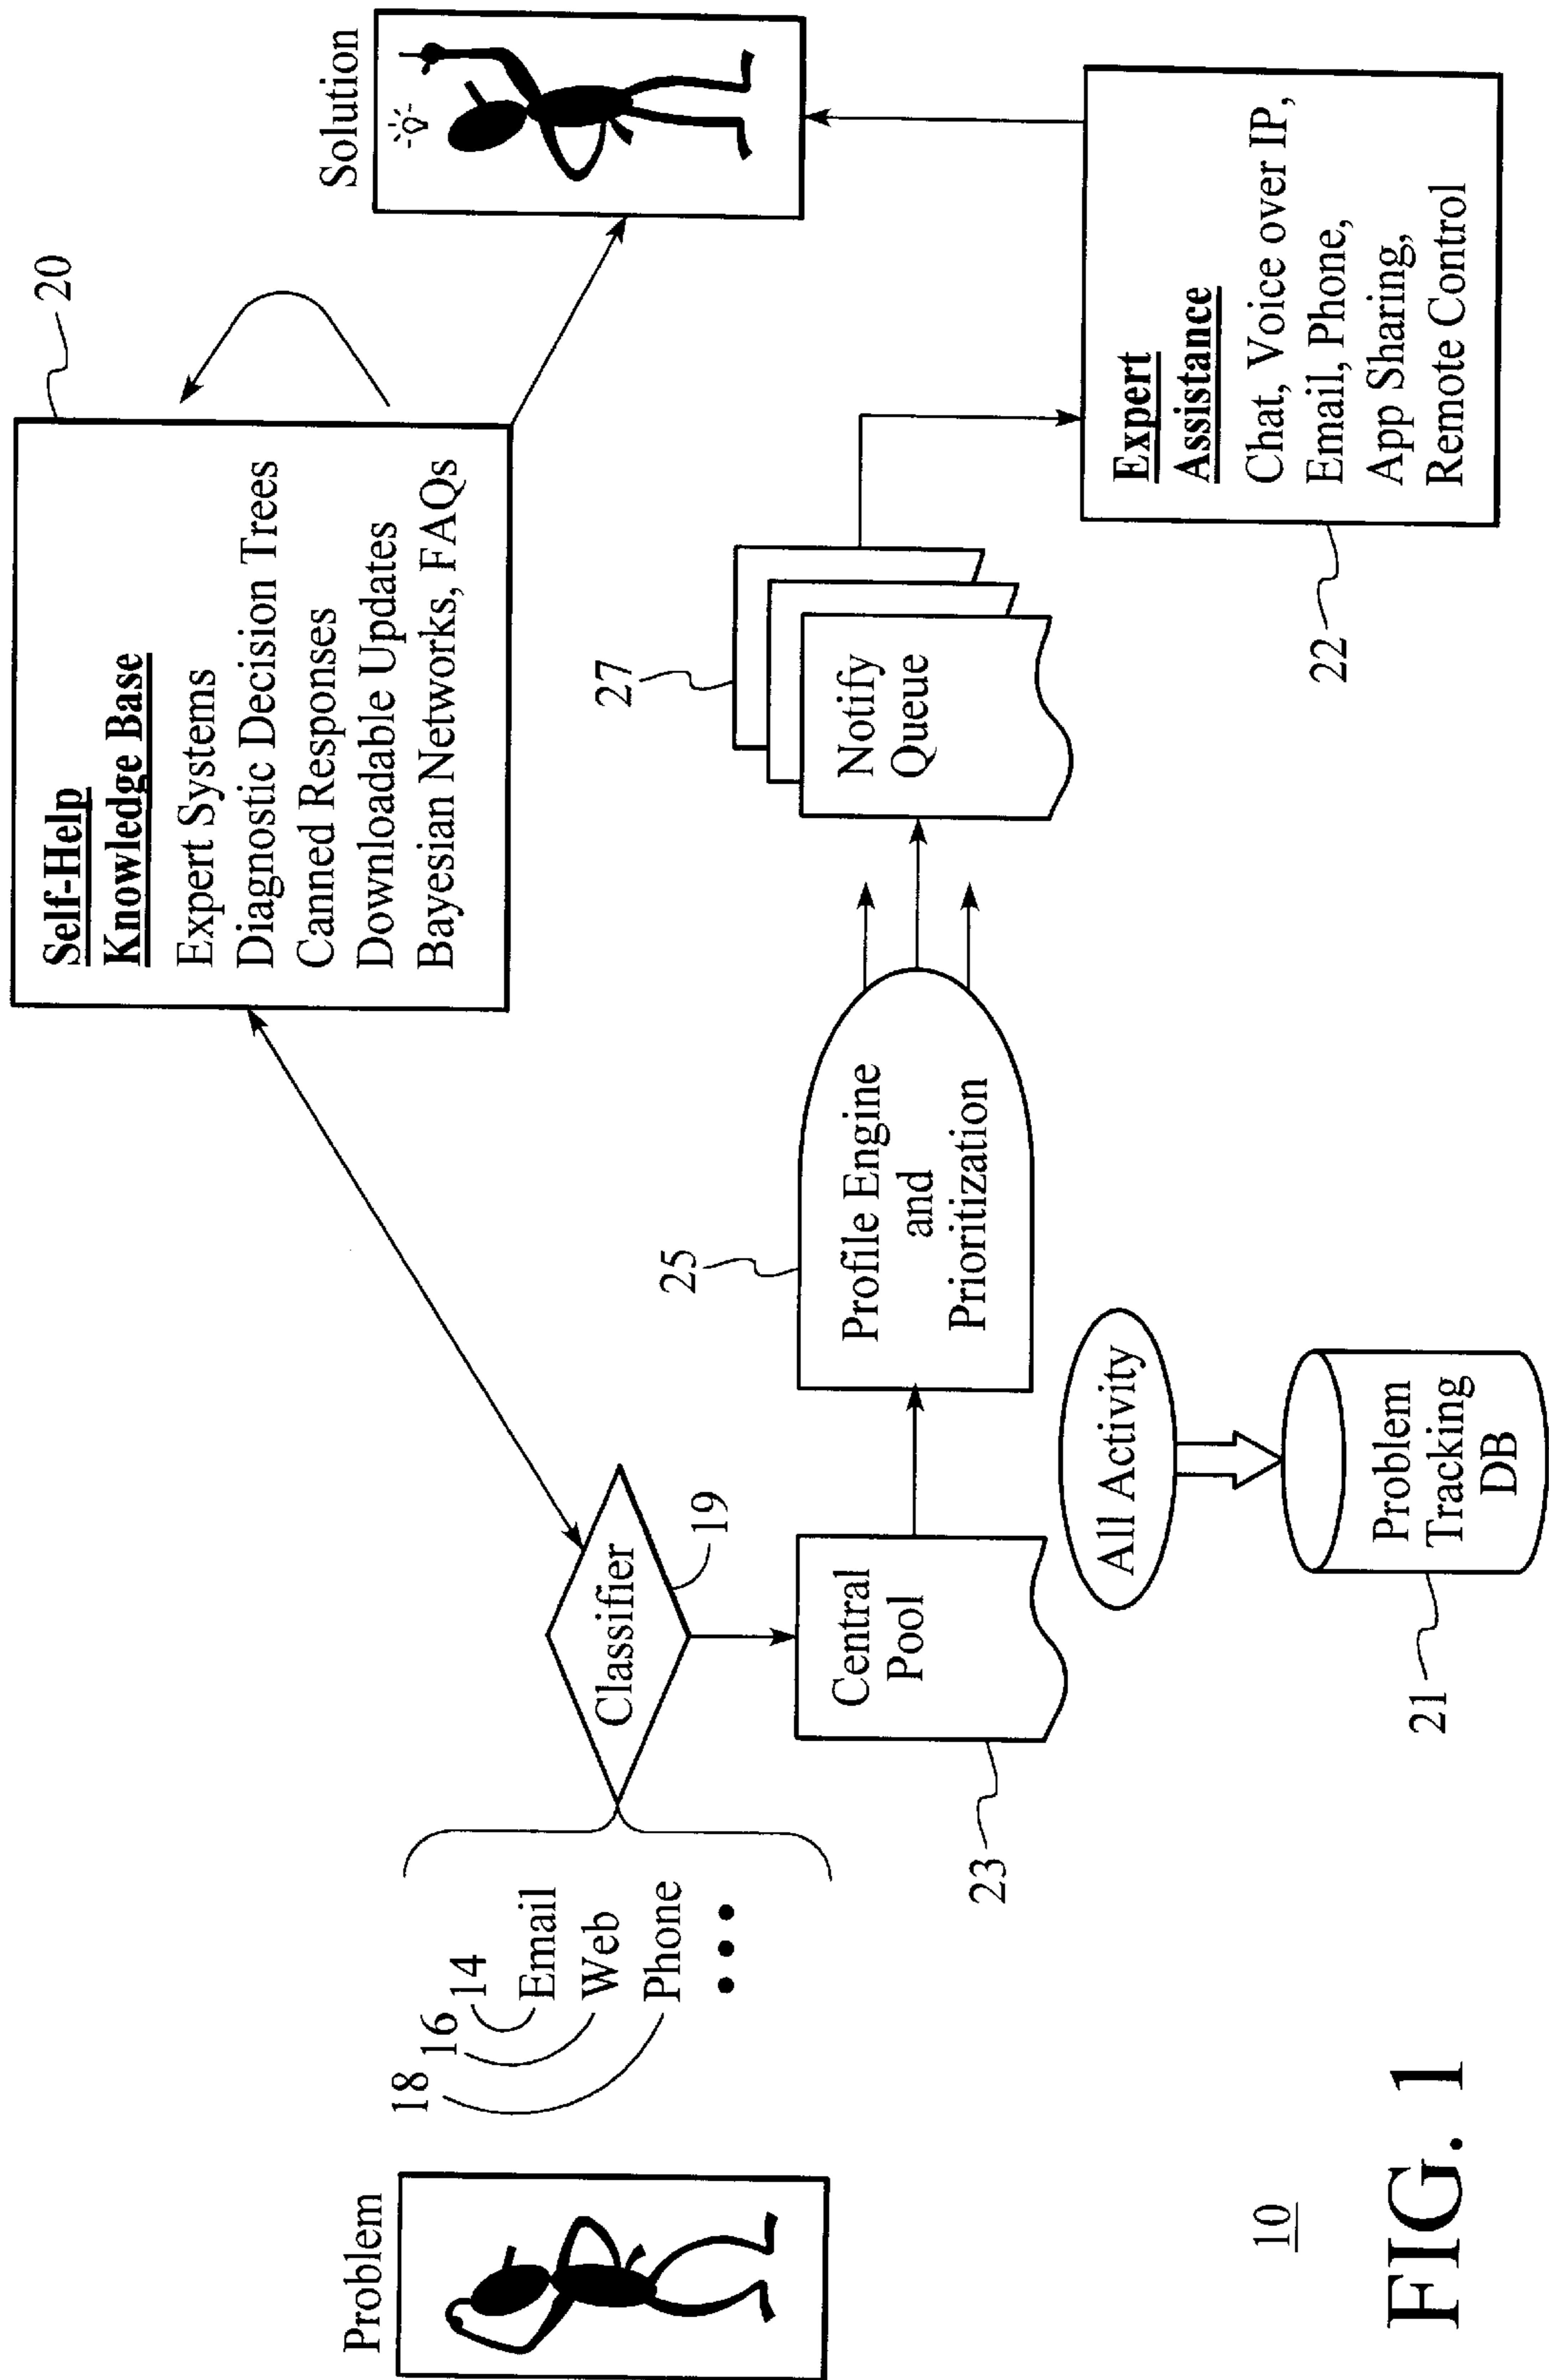 Problem
18
16
14
Email
Web
Phone
Classifier
19
20
Self-Help
Knowledge Base
Expert Systems
Diagnostic Decision Trees
Canned Responses
Downloadable Updates
Bayesian Networks, FAQs
Solution
Central
Pool
23
25
Profile Engine
and
Prioritization
27
Notify
Queue
Expert
Assistance
Chat, Voice over IP,
Email, Phone,
App Sharing,
Remote Control
22
All Activity
Problem
Tracking
DB
21
10
FIG. 1